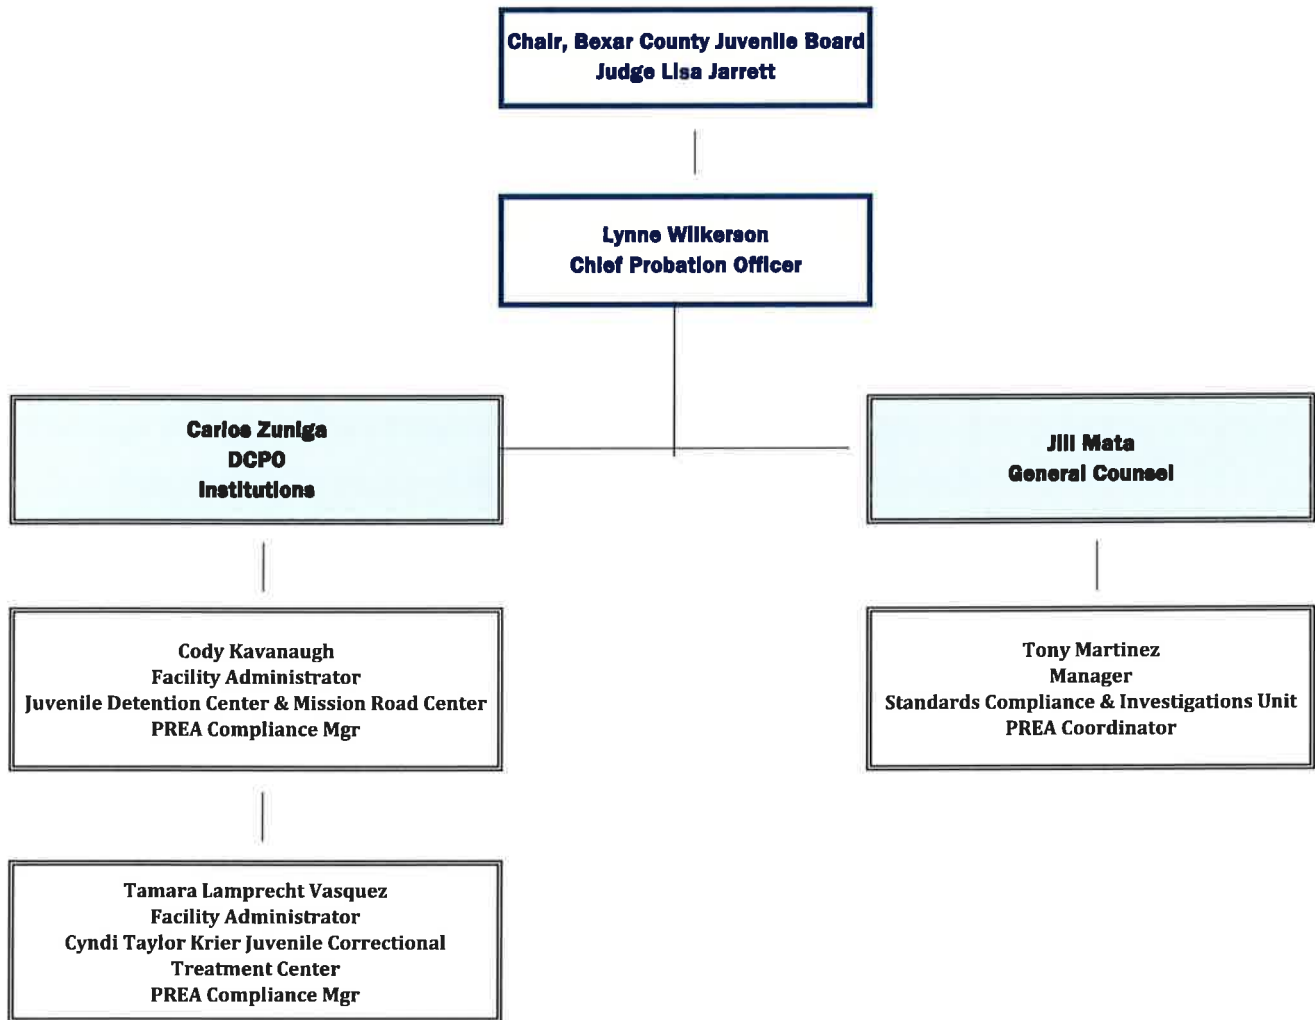 Chair, Bexar County Juvenile Board
Judge Lisa Jarrett
Lynne Wilkerson
Chief Probation Officer
Carlos Zuniga
DCPO
Institutions
Jill Mata
General Counsel
Cody Kavanaugh
Facility Administrator
Juvenile Detention Center & Mission Road Center
PREA Compliance Mgr
Tony Martinez
Manager
Standards Compliance & Investigations Unit
PREA Coordinator
Tamara Lamprecht Vasquez
Facility Administrator
Cyndi Taylor Krier Juvenile Correctional
Treatment Center
PREA Compliance Mgr